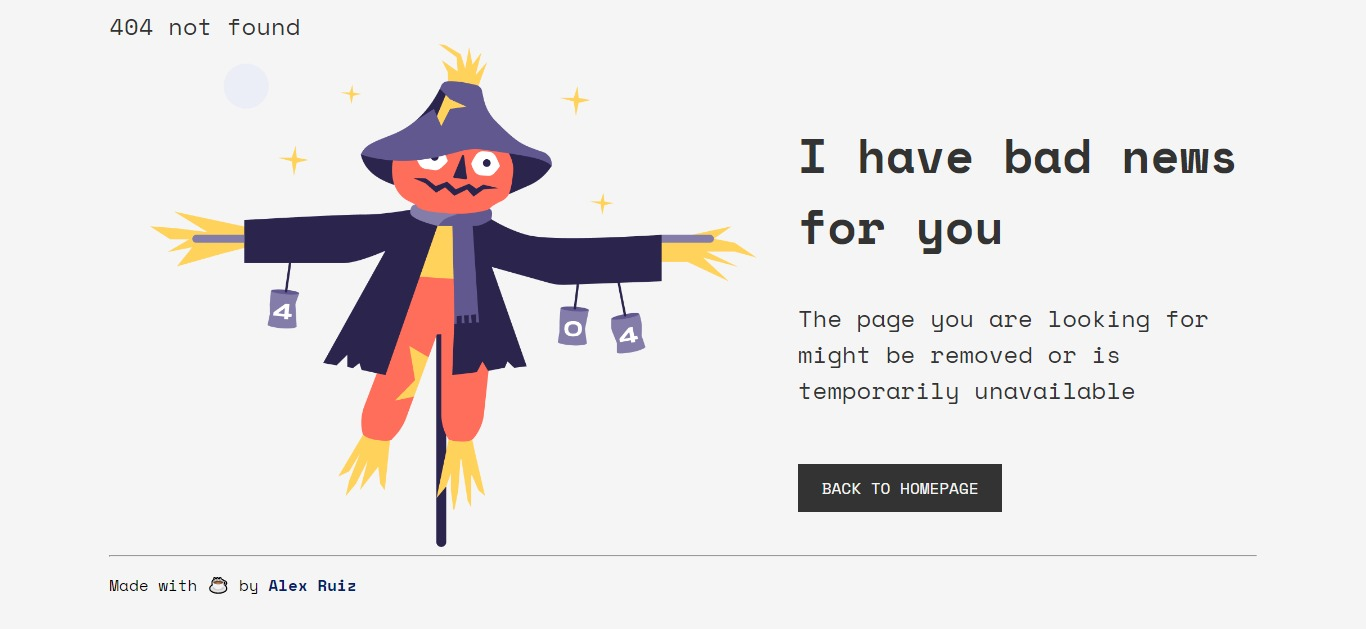 404 not found
I have bad news
for you
4
0
4
The page you are looking for
might be removed or is
temporarily unavailable
BACK TO HOMEPAGE
Made with ☕ by Alex Ruiz